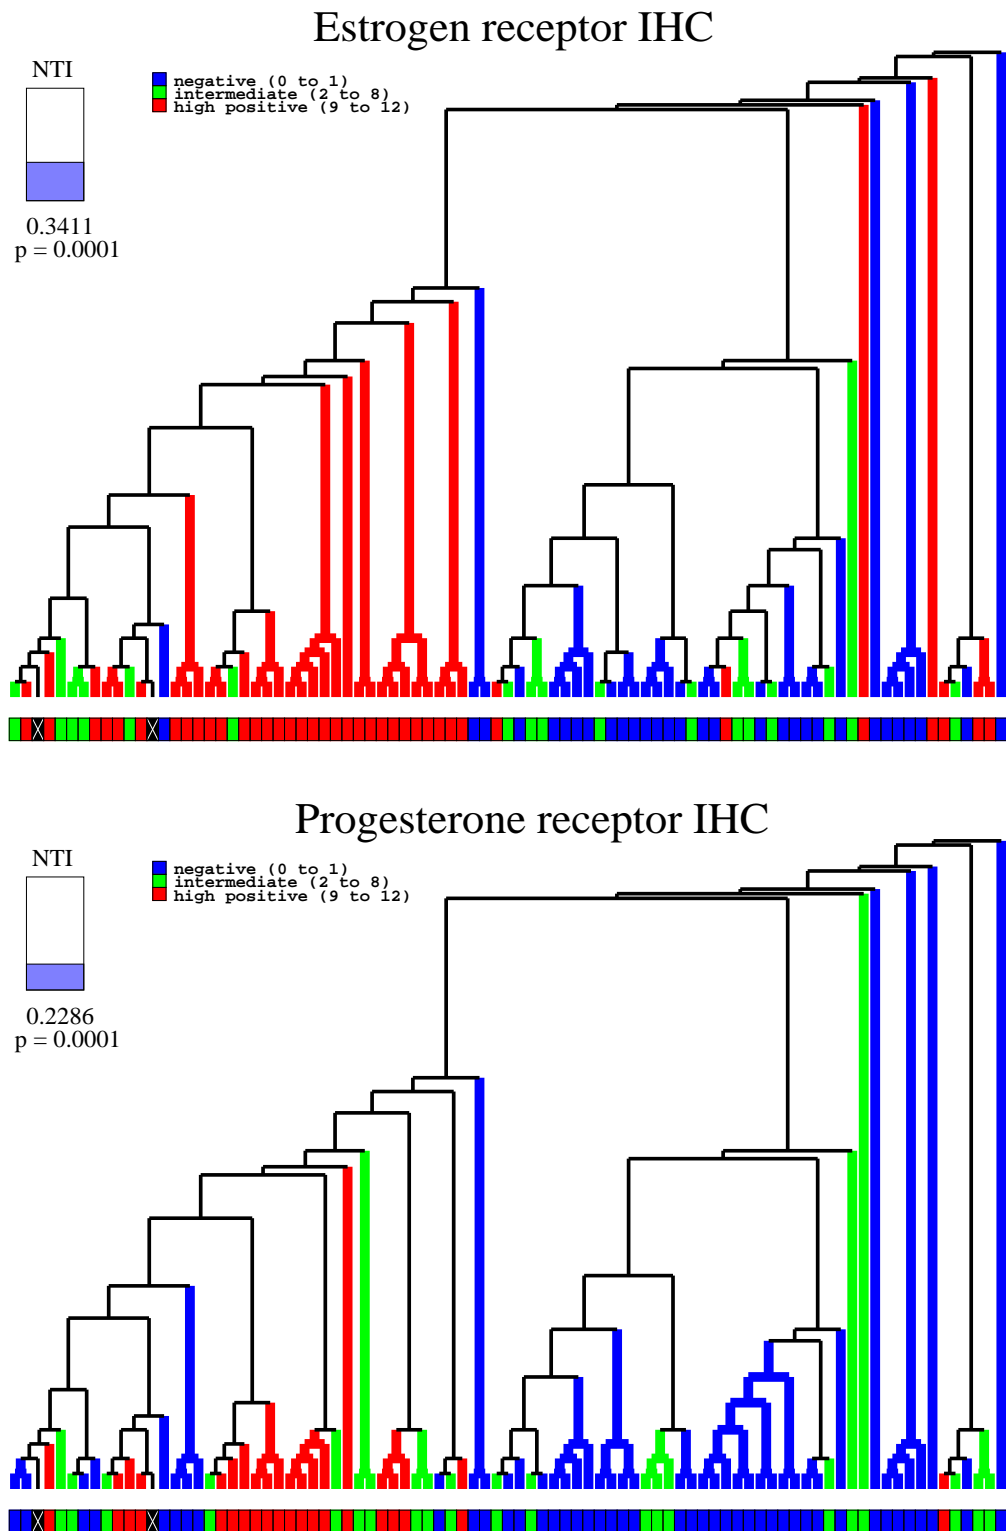 Estrogen receptor IHC
NTI
negative (0 to 1)
intermediate (2 to 8)
high positive (9 to 12)
0.3411
p = 0.0001
Progesterone receptor IHC
NTI
negative (0 to 1)
intermediate (2 to 8)
high positive (9 to 12)
0.2286
p = 0.0001